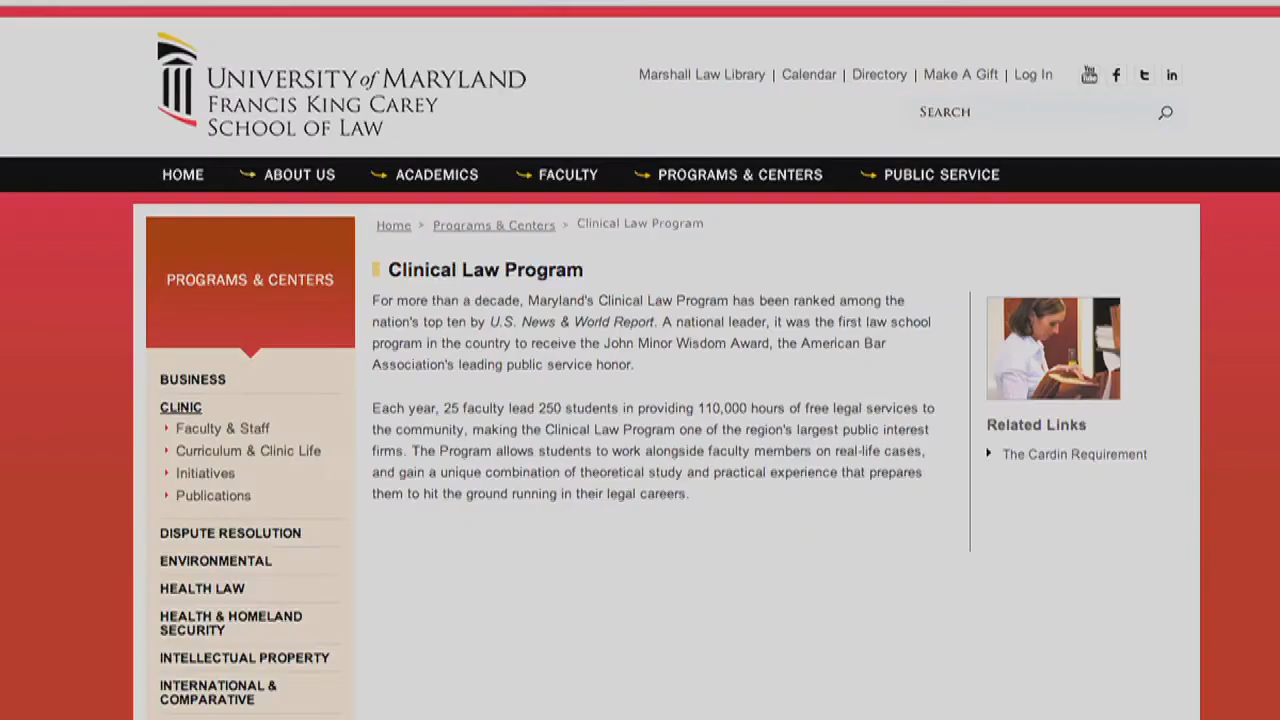 UNIVERSITY of MARYLAND
FRANCIS KING CAREY
SCHOOL OF LAW
Marshall Law Library | Calendar | Directory | Make A Gift | Log In
You Tube
SEARCH
HOME ABOUT US ACADEMICS FACULTY PROGRAMS & CENTERS PUBLIC SERVICE
PROGRAMS & CENTERS
BUSINESS
CLINIC
Faculty & Staff
Curriculum & Clinic Life
Initiatives
Publications
DISPUTE RESOLUTION
ENVIRONMENTAL
HEALTH LAW
HEALTH & HOMELAND
SECURITY
INTELLECTUAL PROPERTY
INTERNATIONAL &
COMPARATIVE
Home > Programs & Centers > Clinical Law Program
Clinical Law Program
For more than a decade, Maryland's Clinical Law Program has been ranked among the
nation's top ten by U.S. News & World Report. A national leader, it was the first law school
program in the country to receive the John Minor Wisdom Award, the American Bar
Association's leading public service honor.
Each year, 25 faculty lead 250 students in providing 110,000 hours of free legal services to
the community, making the Clinical Law Program one of the region's largest public interest
firms. The Program allows students to work alongside faculty members on real-life cases,
and gain a unique combination of theoretical study and practical experience that prepares
them to hit the ground running in their legal careers.
Related Links
The Cardin Requirement